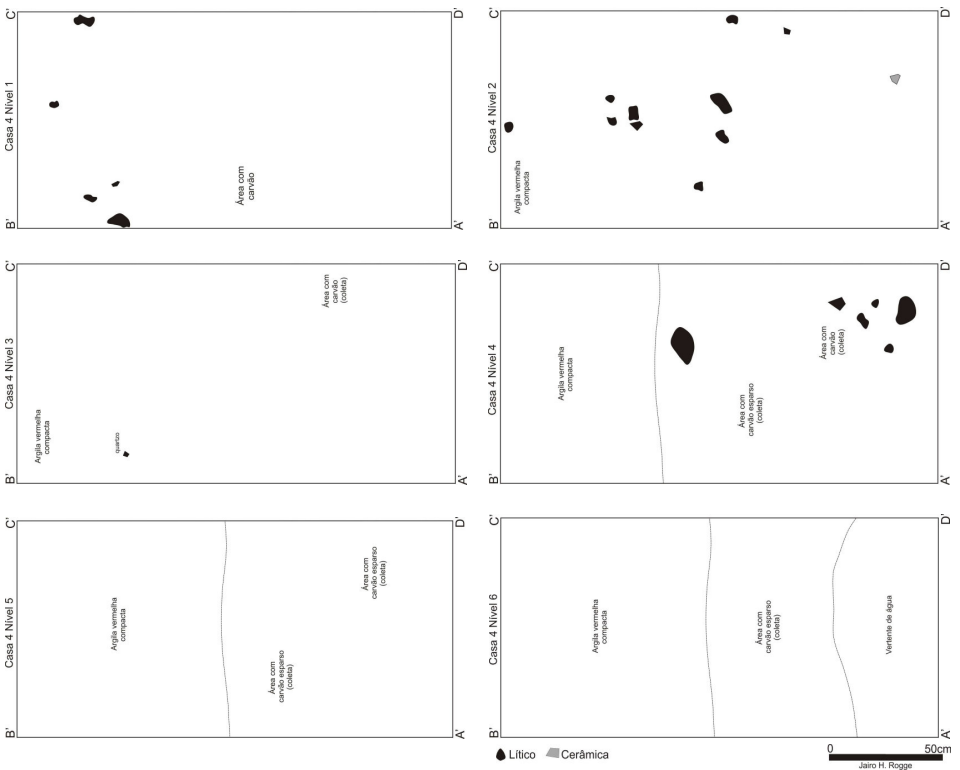 Casa 4 Nível 1
B'
C'
D'
A'
Área com
carvão
Casa 4 Nível 2
B'
C'
D'
A'
Argila vermelha
compacta
Casa 4 Nível 3
B'
C'
D'
A'
Argila vermelha
compacta
quartzo
Área com
carvão
(coleta)
Casa 4 Nível 4
B'
C'
D'
A'
Argila vermelha
compacta
Área com
carvão esparso
(coleta)
Área com
carvão
(coleta)
Casa 4 Nível 5
B'
C'
D'
A'
Argila vermelha
compacta
Área com
carvão esparso
(coleta)
Área com
carvão esparso
(coleta)
Casa 4 Nível 6
B'
C'
D'
A'
Argila vermelha
compacta
Área com
carvão esparso
(coleta)
Vertente de água
Lítico
Cerâmica
0 50cm
Jairo H. Rogge